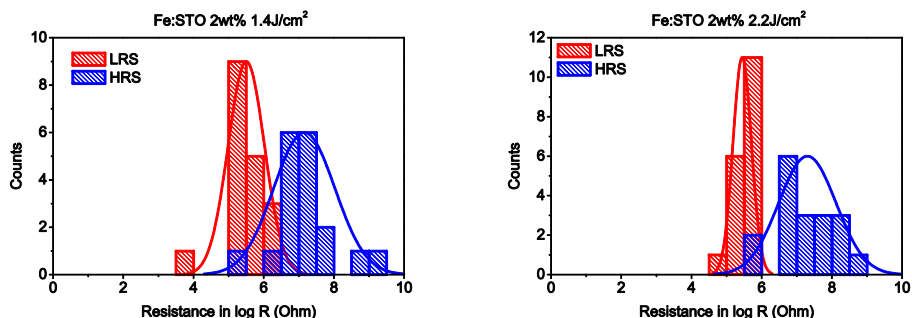 Fe:STO 2wt% 1.4J/cm²
10
8
6
4
2
0
Counts
LRS
HRS
0 2 4 6 8 10
Resistance in log R (Ohm)
Fe:STO 2wt% 2.2J/cm²
12
10
8
6
4
2
0
Counts
LRS
HRS
0 2 4 6 8 10
Resistance in log R (Ohm)